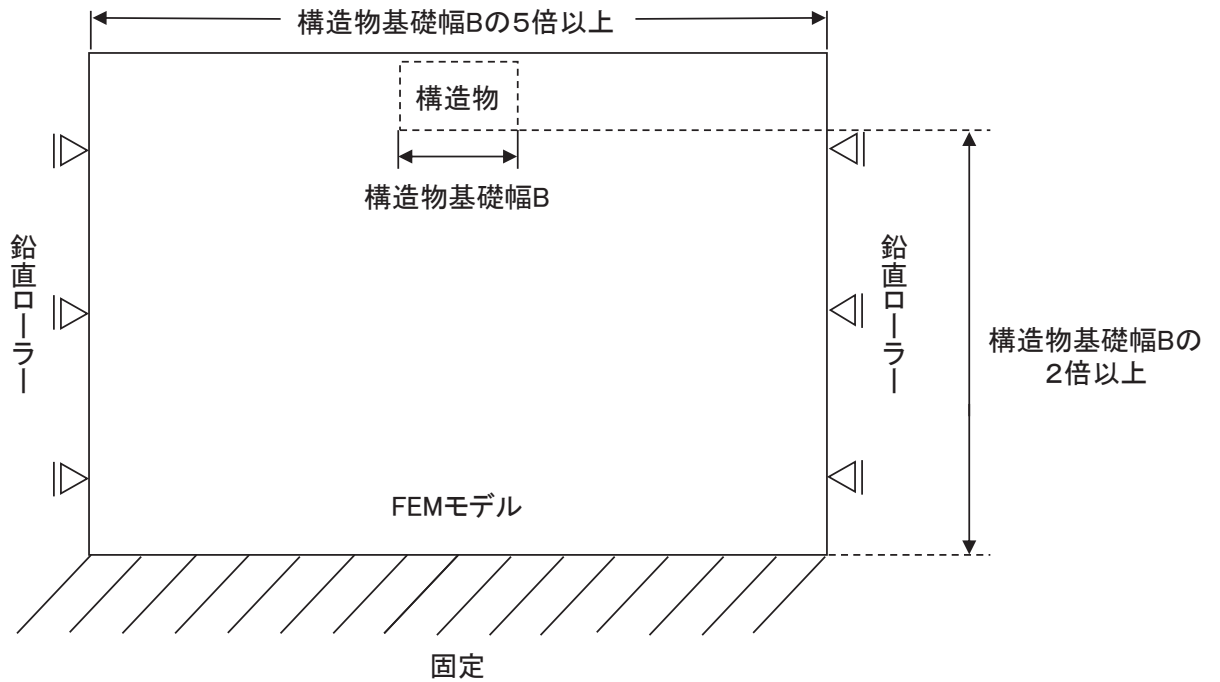 構造物基礎幅Bの5倍以上
構造物
構造物基礎幅B
鉛直ローラー
鉛直ローラー
構造物基礎幅Bの
2倍以上
FEMモデル
固定